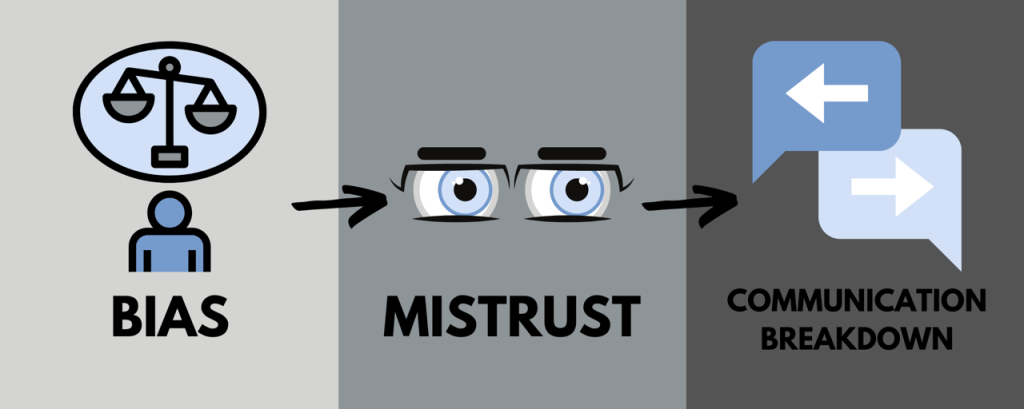 BIAS
MISTRUST
COMMUNICATION
BREAKDOWN